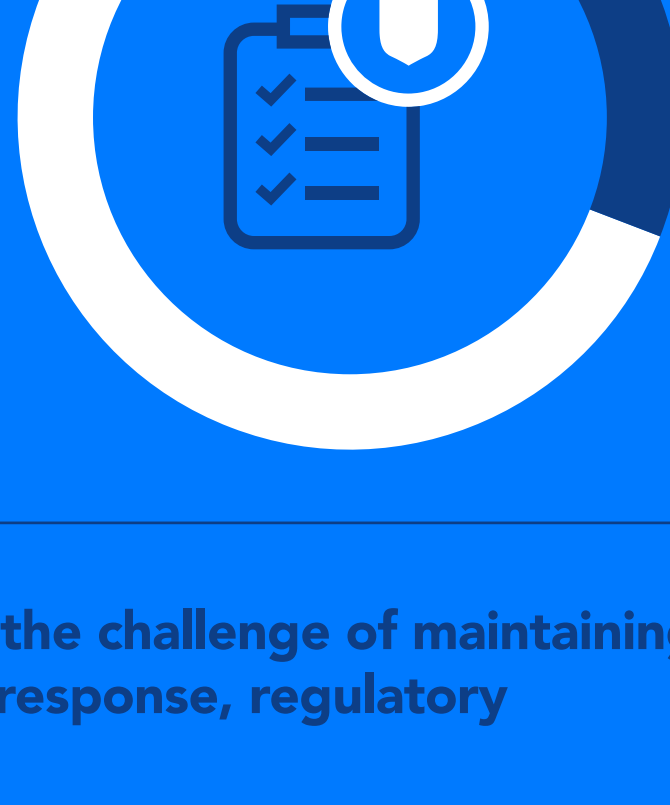 the challenge of maintaining
response, regulatory